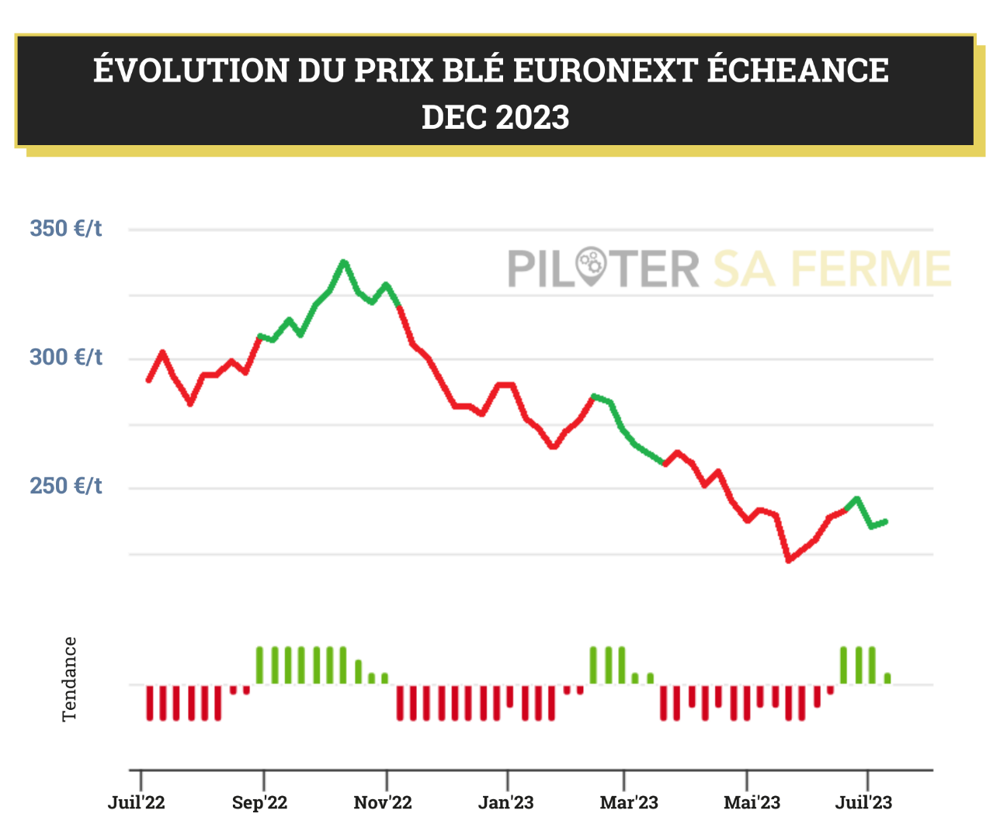 ÉVOLUTION DU PRIX BLÉ EURONEXT ÉCHEANCE
DEC 2023
350 €/t
PILOTER SA FERME
300 €/t
250 €/t
Tendance
Juil'22 Sep'22 Nov'22 Jan'23 Mar'23 Mai'23 Juil'23